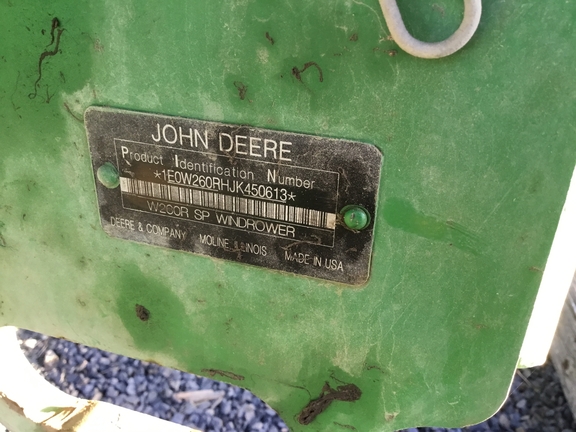 JOHN DEERE
Product Identification Number
*1E0W260RHJK450613*
W260R SP WINDROWER
DEERE & COMPANY MOLINE ILLINOIS MADE IN USA